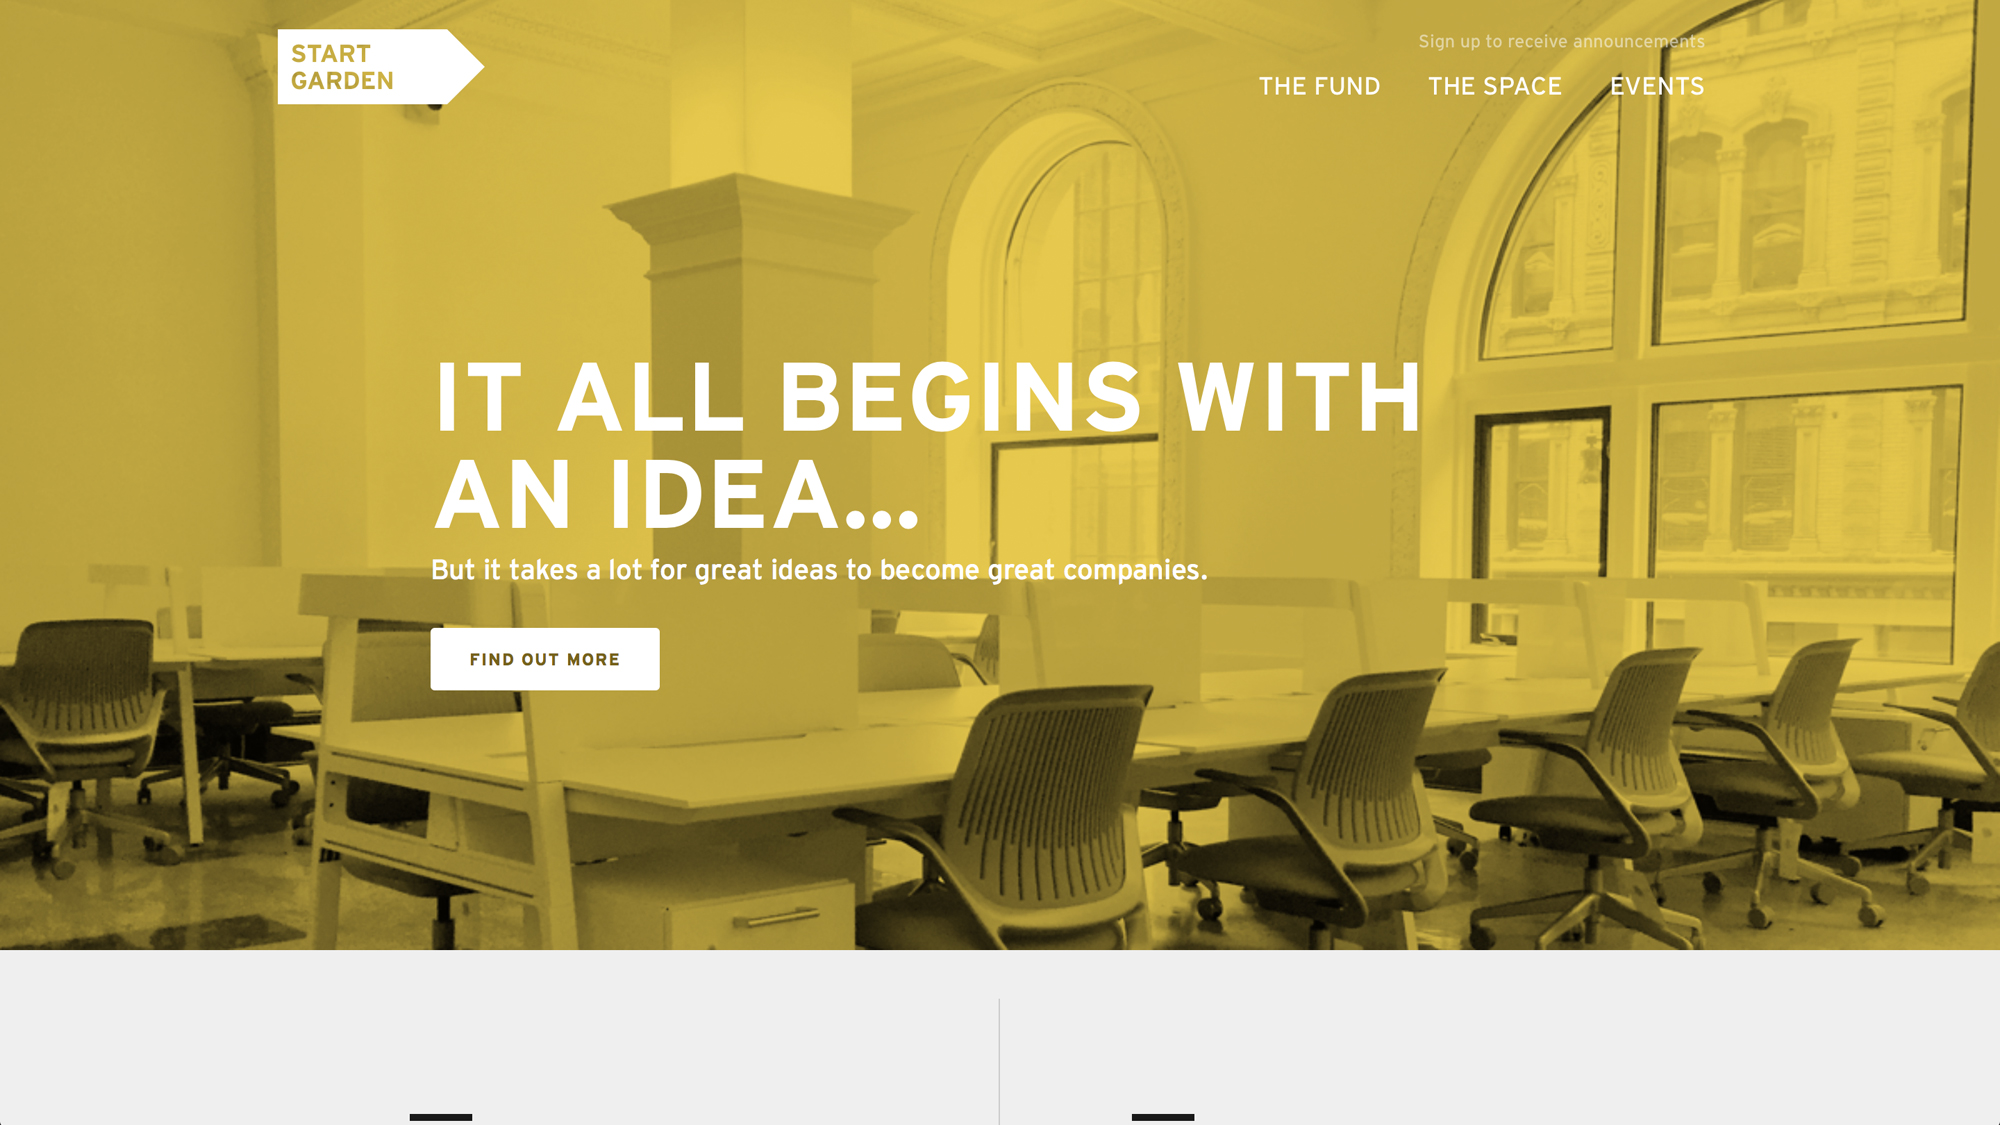 START
GARDEN
Sign up to receive announcements
THE FUND THE SPACE EVENTS
IT ALL BEGINS WITH
AN IDEA...
But it takes a lot for great ideas to become great companies.
FIND OUT MORE